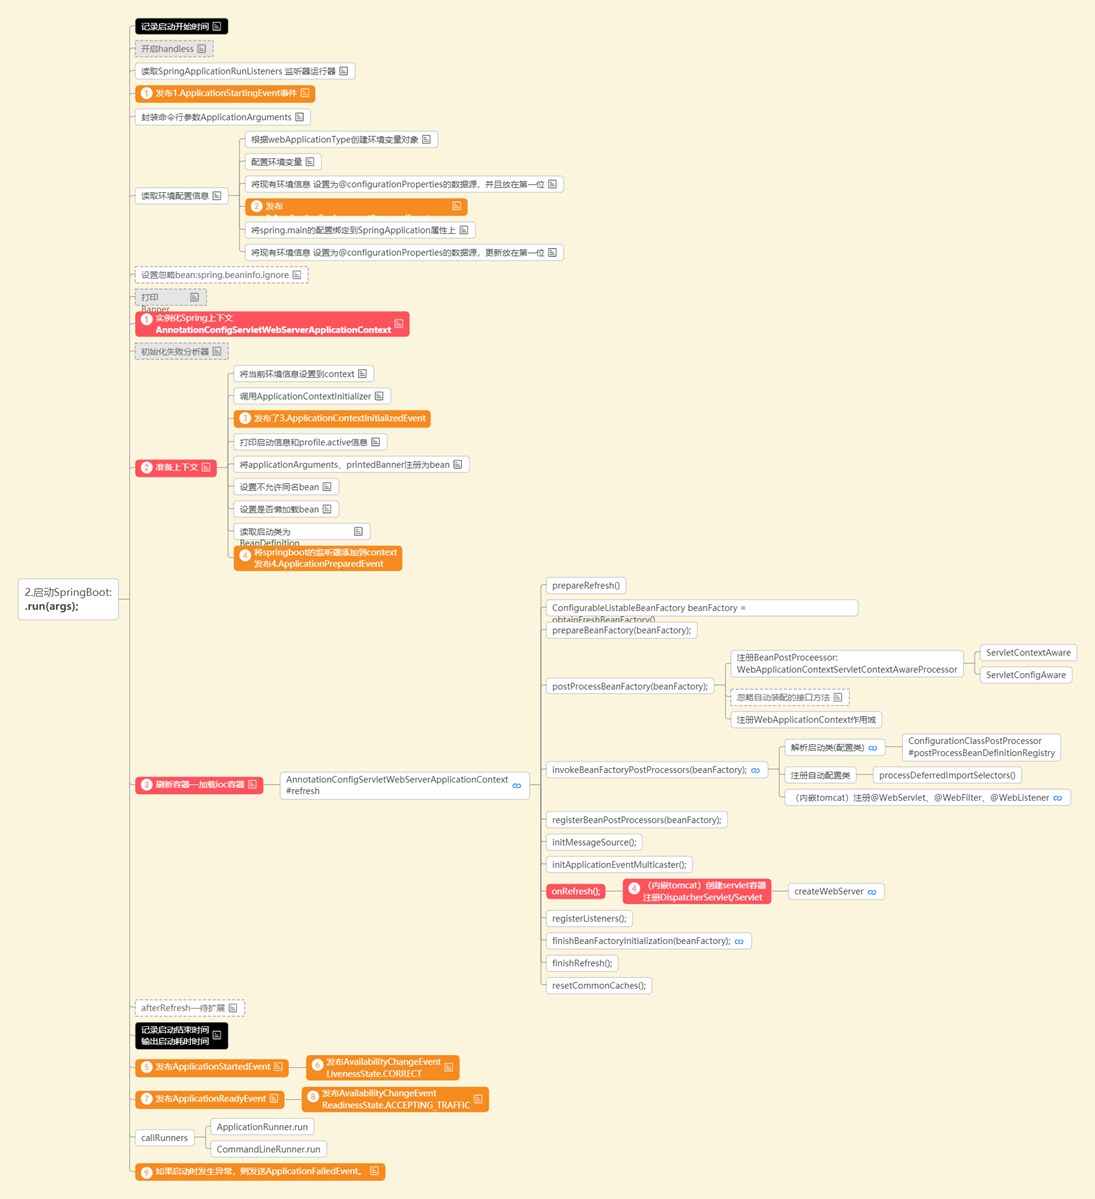 记录启动开始时间
开启handless
读取SpringApplicationRunListeners 监听器运行器
1 发布1.ApplicationStartingEvent事件
封装命令行参数ApplicationArguments
读取环境配置信息
根据webApplicationType创建环境变量对象
配置环境变量
将现有环境信息 设置为@configurationProperties的数据源，并且放在第一位
2 发布
将spring.main的配置绑定到SpringApplication属性上
将现有环境信息 设置为@configurationProperties的数据源，更新放在第一位
设置忽略bean:spring.beaninfo.ignore
打印
Banner
1 实例化Spring上下文
AnnotationConfigServletWebServerApplicationContext
初始化失败分析器
2 准备上下文
将当前环境信息设置到context
调用ApplicationContextInitializer
3 发布了3.ApplicationContextInitializedEvent
打印启动信息和profile.active信息
将applicationArguments、printedBanner注册为bean
设置不允许同名bean
设置是否懒加载bean
读取启动类为
BeanDefinition
4 将springboot的监听器添加到context
发布4.ApplicationPreparedEvent
2.启动SpringBoot:
.run(args);
3 刷新容器—加载ioc容器
AnnotationConfigServletWebServerApplicationContext
#refresh
prepareRefresh()
ConfigurableListableBeanFactory beanFactory =
obtainFreshBeanFactory()
prepareBeanFactory(beanFactory);
postProcessBeanFactory(beanFactory);
注册BeanPostProceessor:
WebApplicationContextServletContextAwareProcessor
ServletContextAware
ServletConfigAware
忽略自动装配的接口方法
注册WebApplicationContext作用域
invokeBeanFactoryPostProcessors(beanFactory);
解析启动类(配置类)
ConfigurationClassPostProcessor
#postProcessBeanDefinitionRegistry
注册自动配置类
processDeferredImportSelectors()
（内嵌tomcat）注册@WebServlet、@WebFilter、@WebListener
registerBeanPostProcessors(beanFactory);
initMessageSource();
initApplicationEventMulticaster();
onRefresh();
4 （内嵌tomcat）创建servlet容器
注册DispatcherServlet/Servlet
createWebServer
registerListeners();
finishBeanFactoryInitialization(beanFactory);
finishRefresh();
resetCommonCaches();
afterRefresh—待扩展
记录启动结束时间
输出启动耗时时间
5 发布ApplicationStartedEvent
6 发布AvailabilityChangeEvent
LivenessState.CORRECT
7 发布ApplicationReadyEvent
8 发布AvailabilityChangeEvent
ReadinessState.ACCEPTING_TRAFFIC
callRunners
ApplicationRunner.run
CommandLineRunner.run
9 如果启动时发生异常，则发送ApplicationFailedEvent。